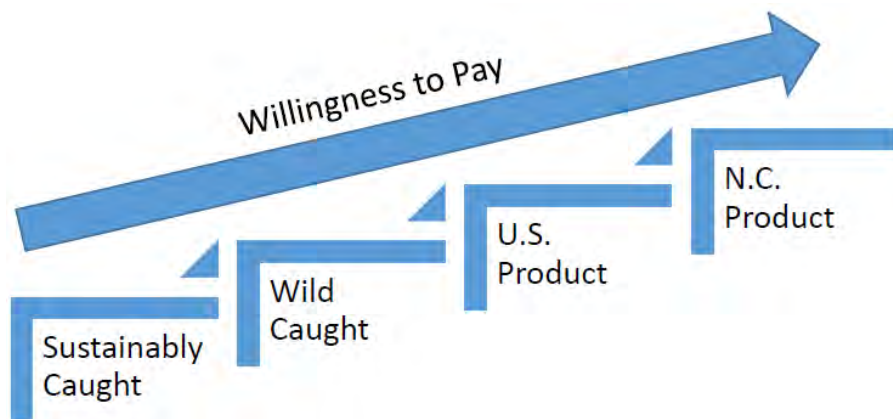 Willingness to Pay
Sustainably
Caught
Wild
Caught
U.S.
Product
N.C.
Product